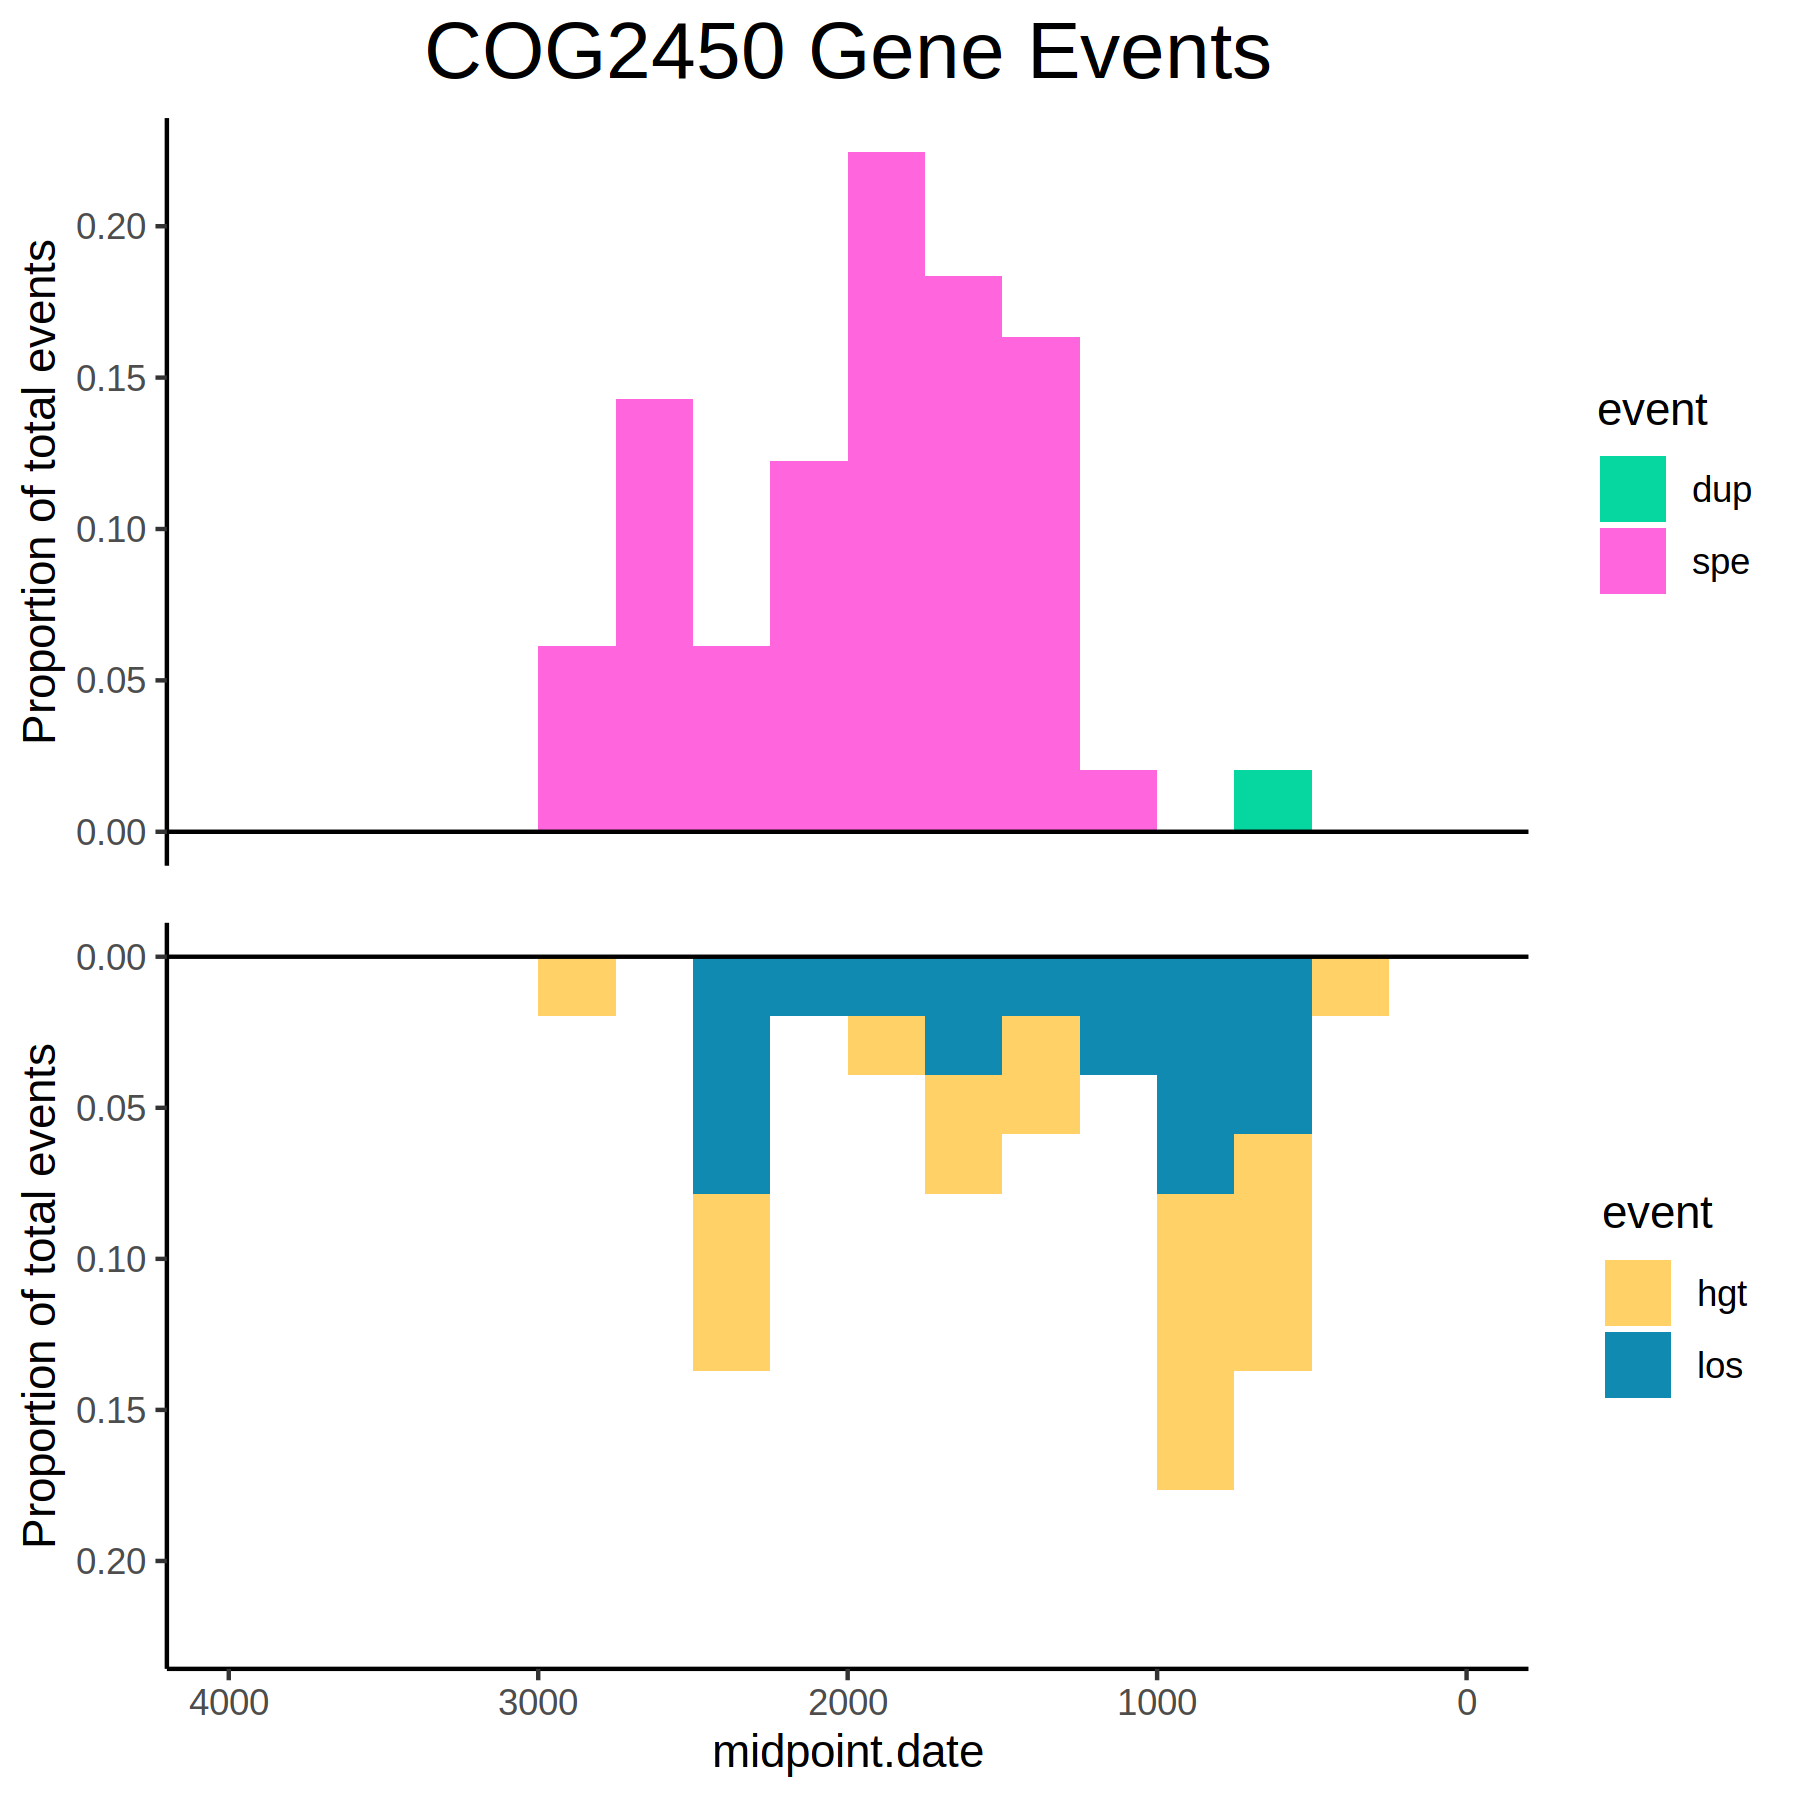 COG2450 Gene Events
Proportion of total events
0.20
0.15
0.10
0.05
0.00
event
dup
spe
Proportion of total events
0.00
0.05
0.10
0.15
0.20
event
hgt
los
4000 3000 2000 1000 0
midpoint.date